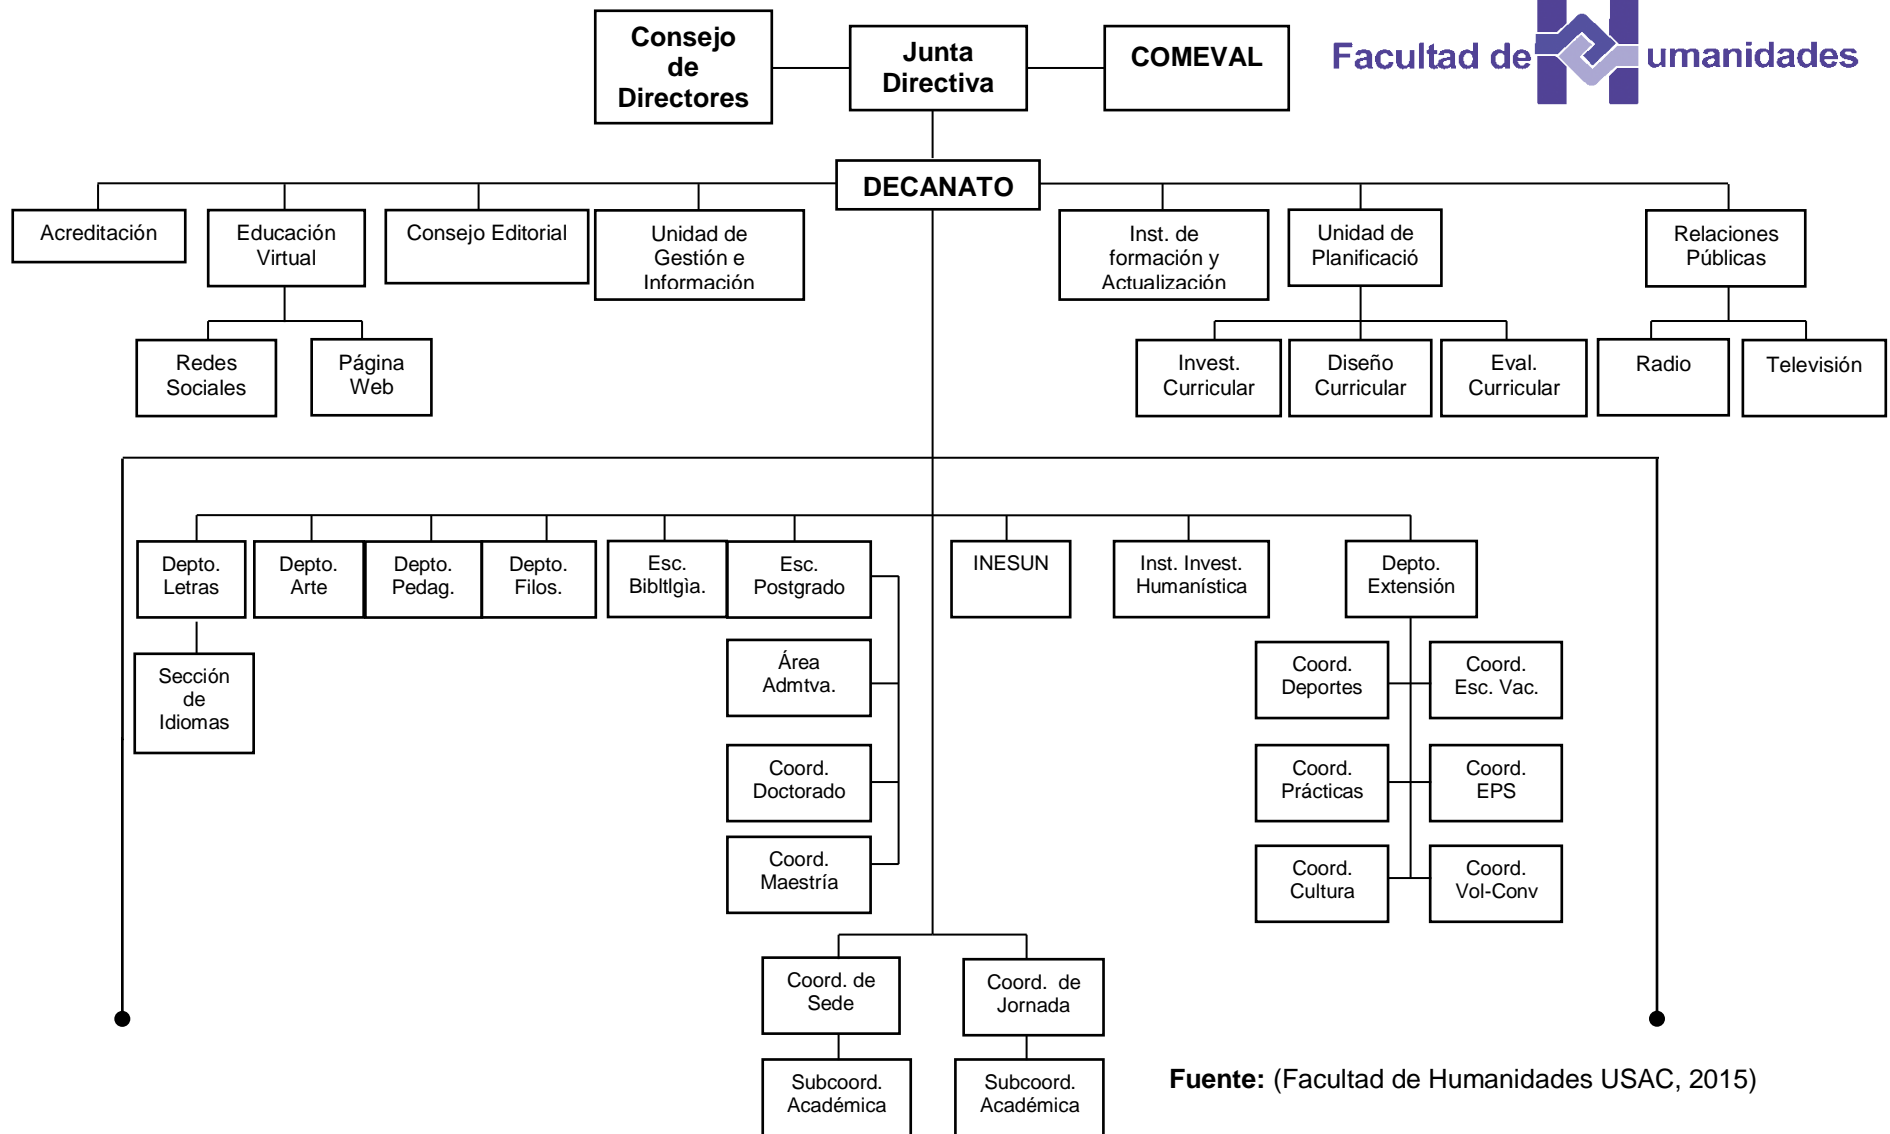 Consejo
de
Directores
Junta
Directiva
COMEVAL
Facultad de Humanidades
DECANATO
Acreditación
Educación
Virtual
Consejo Editorial
Unidad de
Gestión e
Información
Inst. de
formación y
Actualización
Unidad de
Planificació
Relaciones
Públicas
Redes
Sociales
Página
Web
Invest.
Curricular
Diseño
Curricular
Eval.
Curricular
Radio
Televisión
Depto.
Letras
Depto.
Arte
Depto.
Pedag.
Depto.
Filos.
Esc.
Bibltlgìa.
Esc.
Postgrado
INESUN
Inst. Invest.
Humanística
Depto.
Extensión
Sección
de
Idiomas
Área
Admtva.
Coord.
Doctorado
Coord.
Maestría
Coord.
Deportes
Coord.
Esc. Vac.
Coord.
Prácticas
Coord.
EPS
Coord.
Cultura
Coord.
Vol-Conv
Coord. de
Sede
Coord. de
Jornada
Subcoord.
Académica
Subcoord.
Académica
Fuente: (Facultad de Humanidades USAC, 2015)